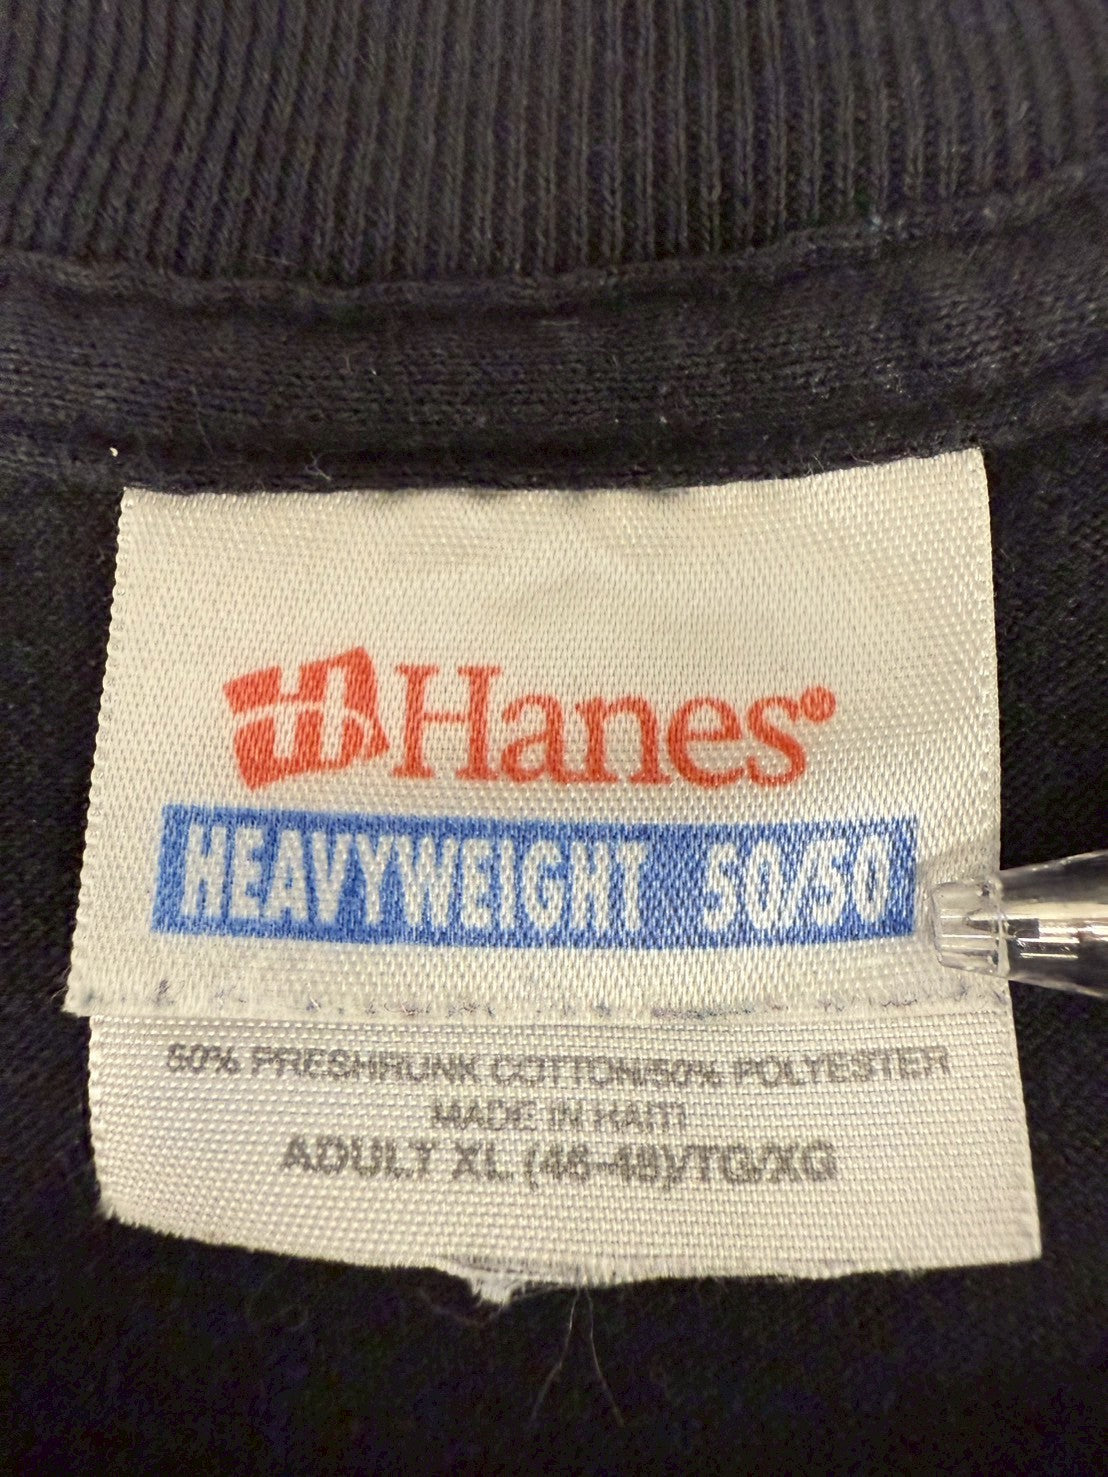 Hanes®
HEAVYWEIGHT 50/50
50% PRESHRUNK COTTON/50% POLYESTER
MADE IN HAITI
ADULT XL (46-48)/TG/XG